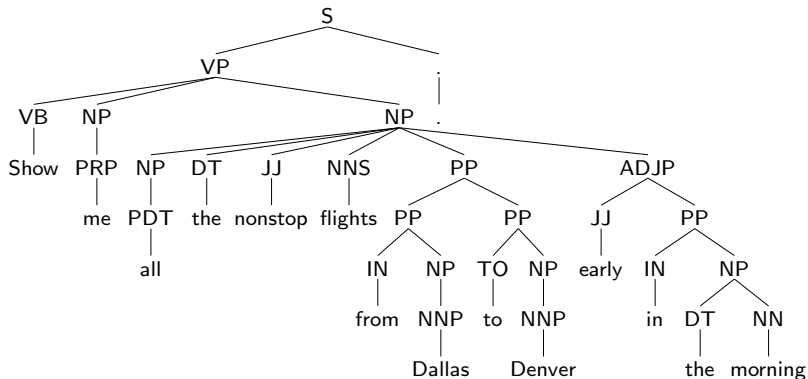 S
VP .
VB NP NP .
Show PRP NP DT JJ NNS PP ADJP
me PDT the nonstop flights PP PP JJ PP
all IN NP TO NP early IN NP
from NNP to NNP in DT NN
Dallas Denver the morning